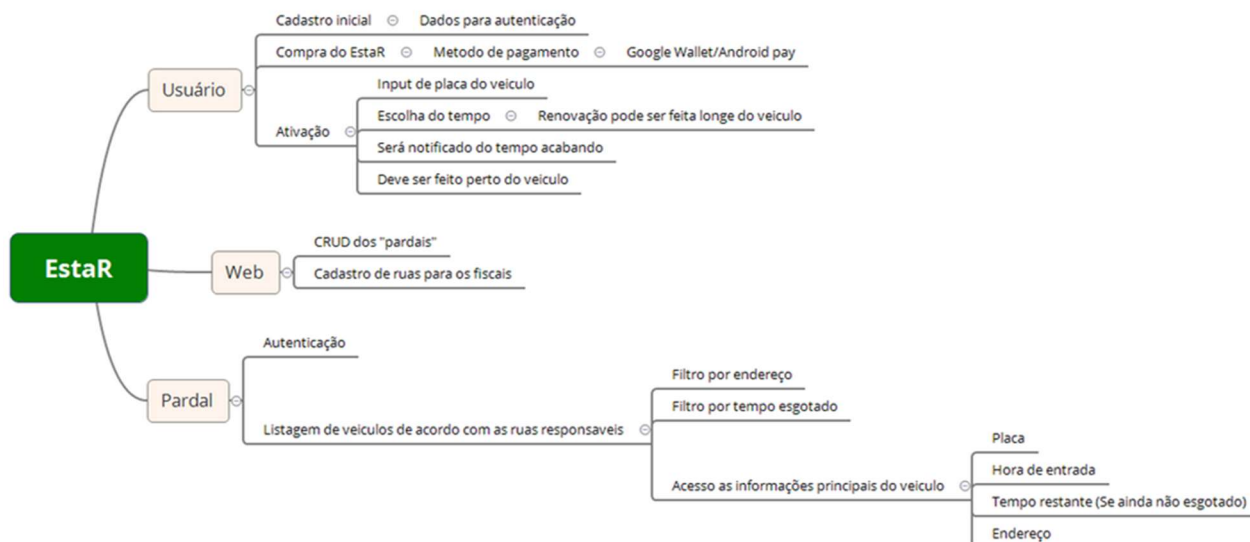 Cadastro inicial
Dados para autenticação
Compra do EstaR
Metodo de pagamento
Google Wallet/Android pay
Usuário
Input de placa do veiculo
Escolha do tempo
Renovação pode ser feita longe do veiculo
Ativação
Será notificado do tempo acabando
Deve ser feito perto do veiculo
EstaR
Web
CRUD dos "pardais"
Cadastro de ruas para os fiscais
Pardal
Autenticação
Listagem de veiculos de acordo com as ruas responsaveis
Filtro por endereço
Filtro por tempo esgotado
Acesso as informações principais do veiculo
Placa
Hora de entrada
Tempo restante (Se ainda não esgotado)
Endereço